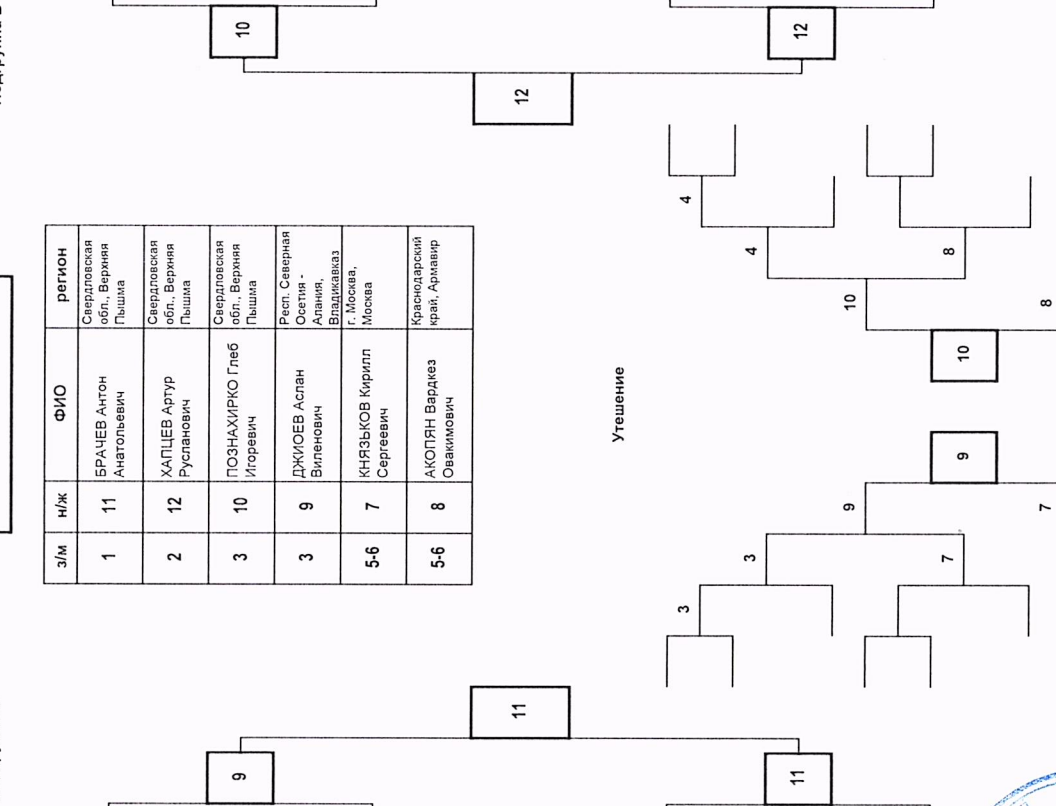 з/м н/ж ФИО регион
1 11 БРАЧЕВ Антон Свердловская
Анатольевич обл., Верхняя
Пышма
2 12 ХАПЦЕВ Артур Свердловская
Русланович обл., Верхняя
Пышма
3 10 ПОЗНАХИРКО Глеб Свердловская
Игоревич обл., Верхняя
Пышма
3 9 ДЖИОЕВ Аслан Респ. Северная
Виленович Осетия -
Алания,
Владикавказ
5-6 7 КНЯЗЬКОВ Кирилл г. Москва,
Сергеевич Москва
5-6 8 АКОПЯН Вардкез Краснодарский
Овакимович край, Армавир
9
11
11
10
12
12
Утешение
3
3
7
9
9
7
4
4
8
10
10
8